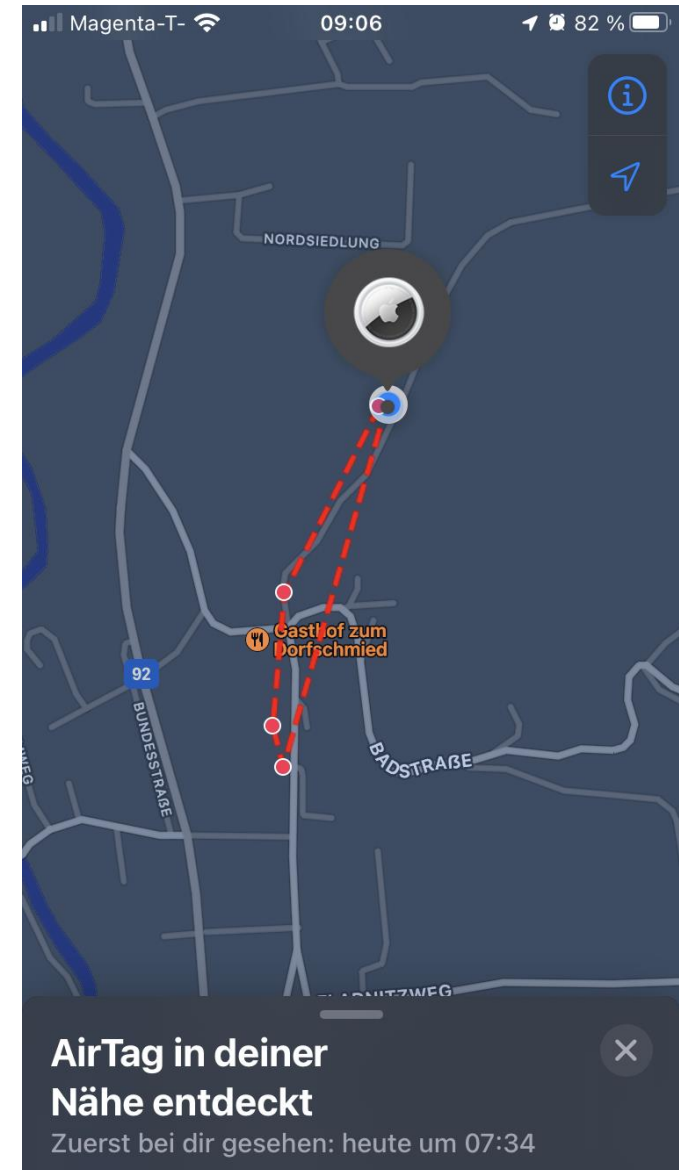 Magenta-T- 09:06 82 %
NORDSIEDLUNG
Gasthof zum
Dorfschmied
92
BUNDESSTRAßE
BADSTRAßE
WEG
AirTag in deiner
Nähe entdeckt
Zuerst bei dir gesehen: heute um 07:34